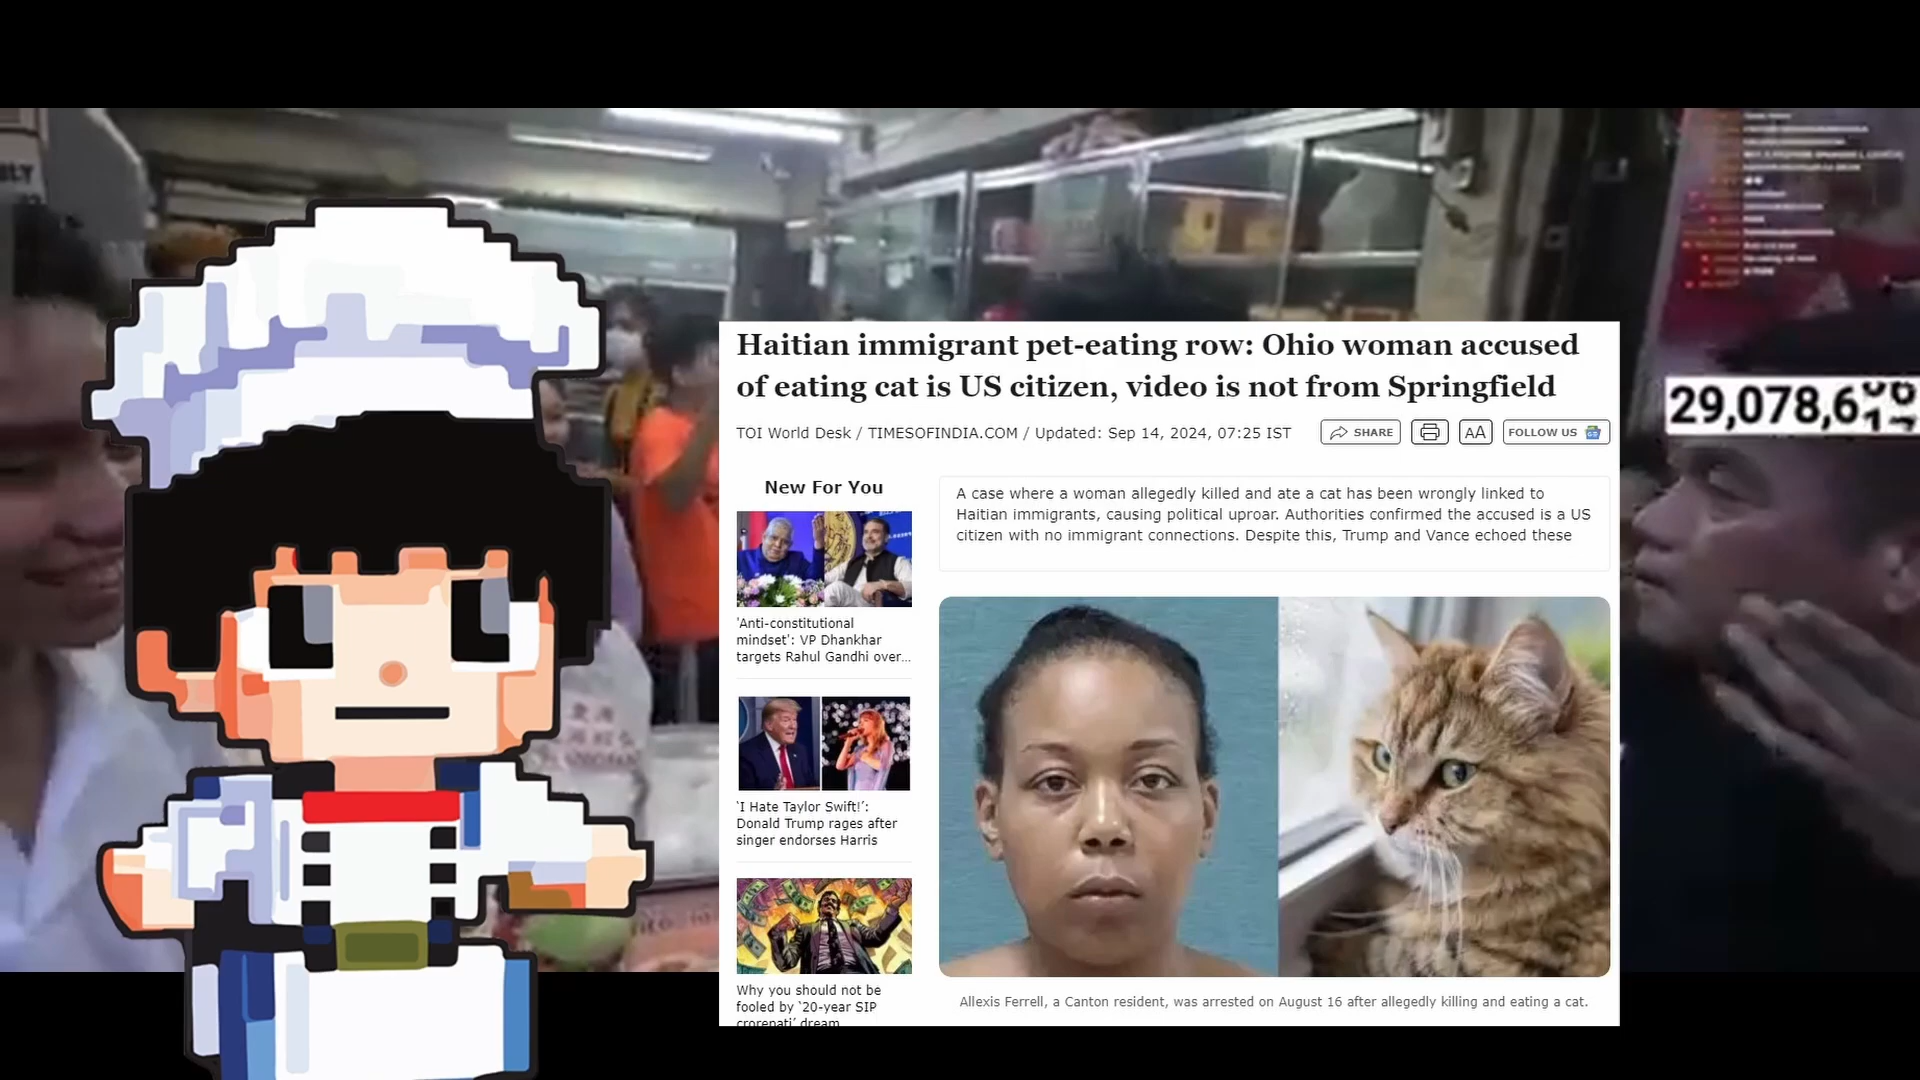 BLY
29,078,6
Haitian immigrant pet-eating row: Ohio woman accused
of eating cat is US citizen, video is not from Springfield
TOI World Desk / TIMESOFINDIA.COM / Updated: Sep 14, 2024, 07:25 IST
SHARE
AA
FOLLOW US
New For You
A case where a woman allegedly killed and ate a cat has been wrongly linked to
Haitian immigrants, causing political uproar. Authorities confirmed the accused is a US
citizen with no immigrant connections. Despite this, Trump and Vance echoed these
'Anti-constitutional
mindset': VP Dhankhar
targets Rahul Gandhi over...
'I Hate Taylor Swift!':
Donald Trump rages after
singer endorses Harris
Why you should not be
fooled by '20-year SIP
crorepati' dream
Allexis Ferrell, a Canton resident, was arrested on August 16 after allegedly killing and eating a cat.